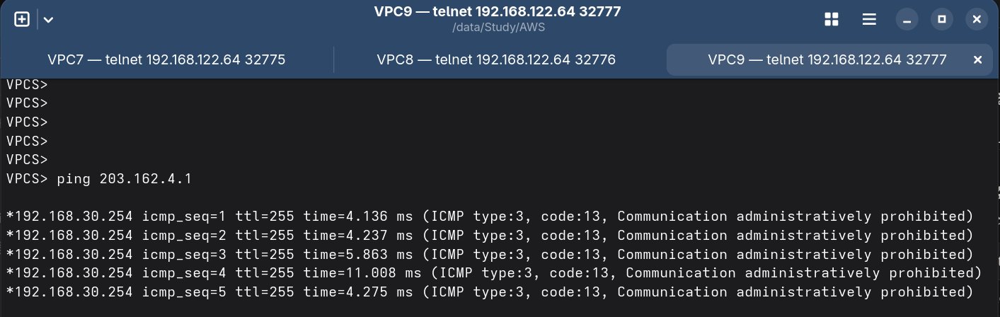 VPC9 — telnet 192.168.122.64 32777
/data/Study/AWS
VPC7 — telnet 192.168.122.64 32775
VPC8 — telnet 192.168.122.64 32776
VPC9 — telnet 192.168.122.64 32777
VPCS>
VPCS>
VPCS>
VPCS>
VPCS>
VPCS> ping 203.162.4.1
*192.168.30.254 icmp_seq=1 ttl=255 time=4.136 ms (ICMP type:3, code:13, Communication administratively prohibited)
*192.168.30.254 icmp_seq=2 ttl=255 time=4.237 ms (ICMP type:3, code:13, Communication administratively prohibited)
*192.168.30.254 icmp_seq=3 ttl=255 time=5.863 ms (ICMP type:3, code:13, Communication administratively prohibited)
*192.168.30.254 icmp_seq=4 ttl=255 time=11.008 ms (ICMP type:3, code:13, Communication administratively prohibited)
*192.168.30.254 icmp_seq=5 ttl=255 time=4.275 ms (ICMP type:3, code:13, Communication administratively prohibited)